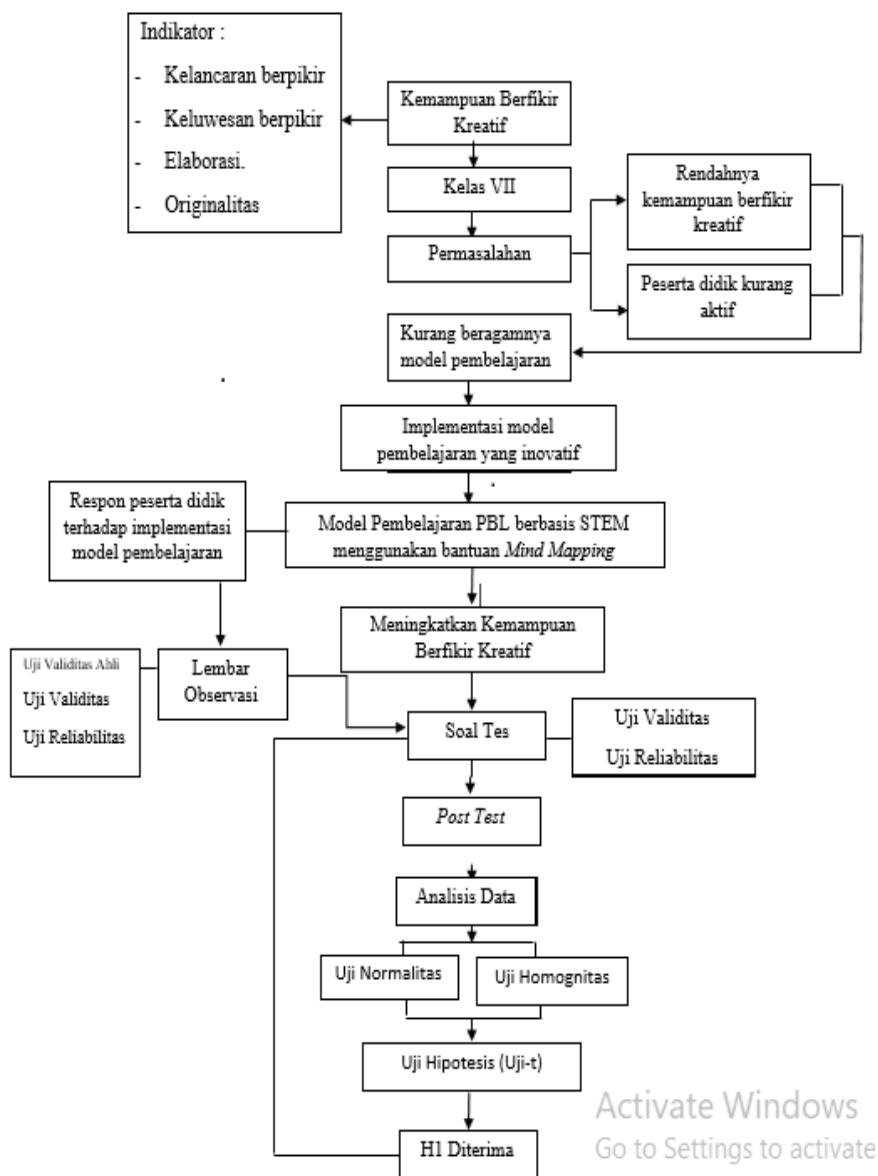 Indikator :
- Kelancaran berpikir
- Keluwesan berpikir
- Elaborasi.
- Originalitas
Kemampuan Berfikir
Kreatif
Kelas VII
Permasalahan
Rendahnya
kemampuan berfikir
kreatif
Peserta didik kurang
aktif
Kurang beragamnya
model pembelajaran
Implementasi model
pembelajaran yang inovatif
Respon peserta didik
terhadap implementasi
model pembelajaran
Model Pembelajaran PBL berbasis STEM
menggunakan bantuan Mind Mapping
Meningkatkan Kemampuan
Berfikir Kreatif
Uji Validitas Ahli
Uji Validitas
Uji Reliabilitas
Lembar
Observasi
Soal Tes
Uji Validitas
Uji Reliabilitas
Post Test
Analisis Data
Uji Normalitas
Uji Homognitas
Uji Hipotesis (Uji-t)
H1 Diterima
Activate Windows
Go to Settings to activate